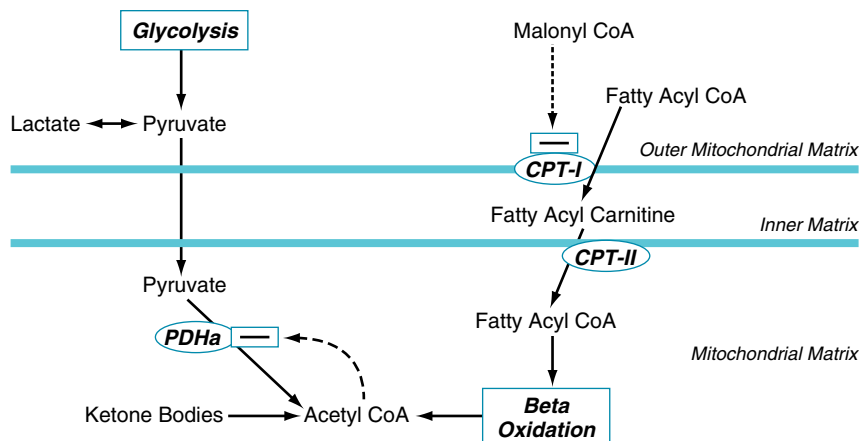 Glycolysis
Malonyl CoA
Fatty Acyl CoA
Lactate
Pyruvate
—
Outer Mitochondrial Matrix
CPT-I
Fatty Acyl Carnitine
Inner Matrix
CPT-II
Pyruvate
Fatty Acyl CoA
PDHa
—
Mitochondrial Matrix
Ketone Bodies
Acetyl CoA
Beta
Oxidation